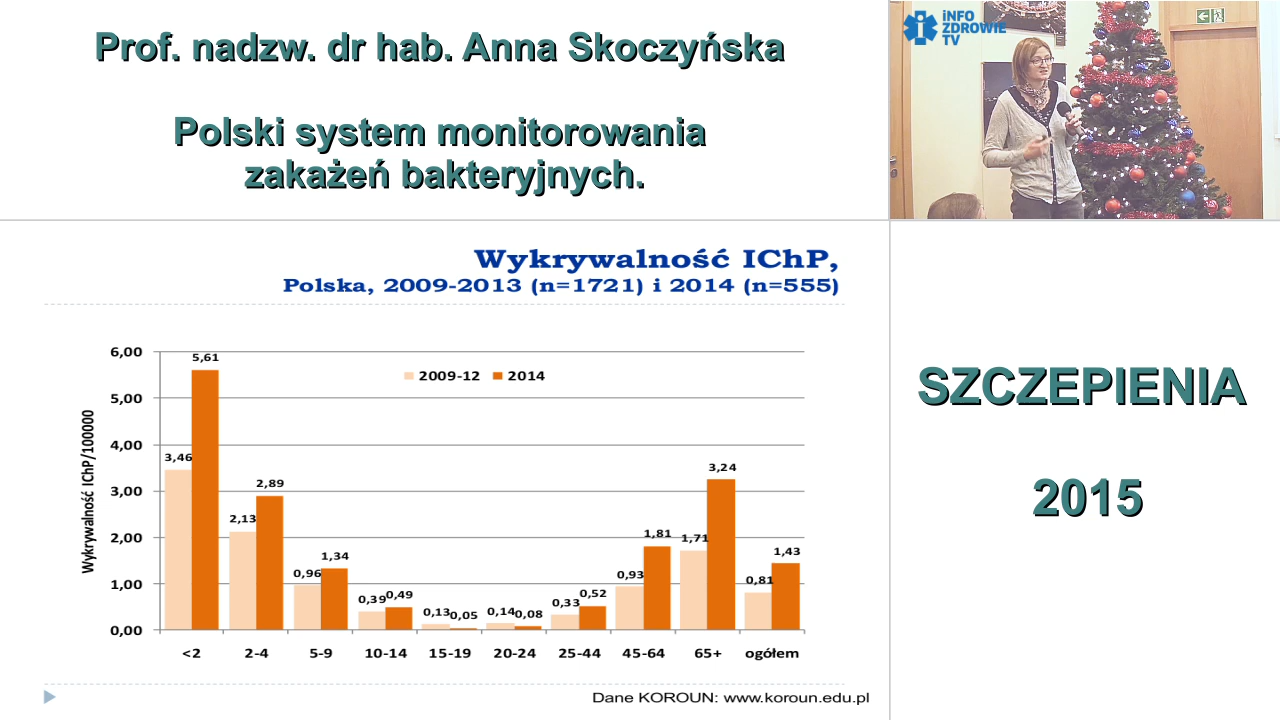 Prof. nadzw. dr hab. Anna Skoczyńska
Polski system monitorowania
zakażeń bakteryjnych.
iNFO
ZDROWIE
TV
Wykrywalność IChP,
Polska, 2009-2013 (n=1721) i 2014 (n=555)
Wykrywalność IChP/100000
6,00
5,00
4,00
3,00
2,00
1,00
0,00
2009-12
2014
3,46
5,61
2,13
2,89
0,96
1,34
0,39
0,49
0,13
0,05
0,14
0,08
0,33
0,52
0,93
1,81
1,71
3,24
0,81
1,43
<2 2-4 5-9 10-14 15-19 20-24 25-44 45-64 65+ ogółem
Dane KOROUN: www.koroun.edu.pl
SZCZEPIENIA
2015